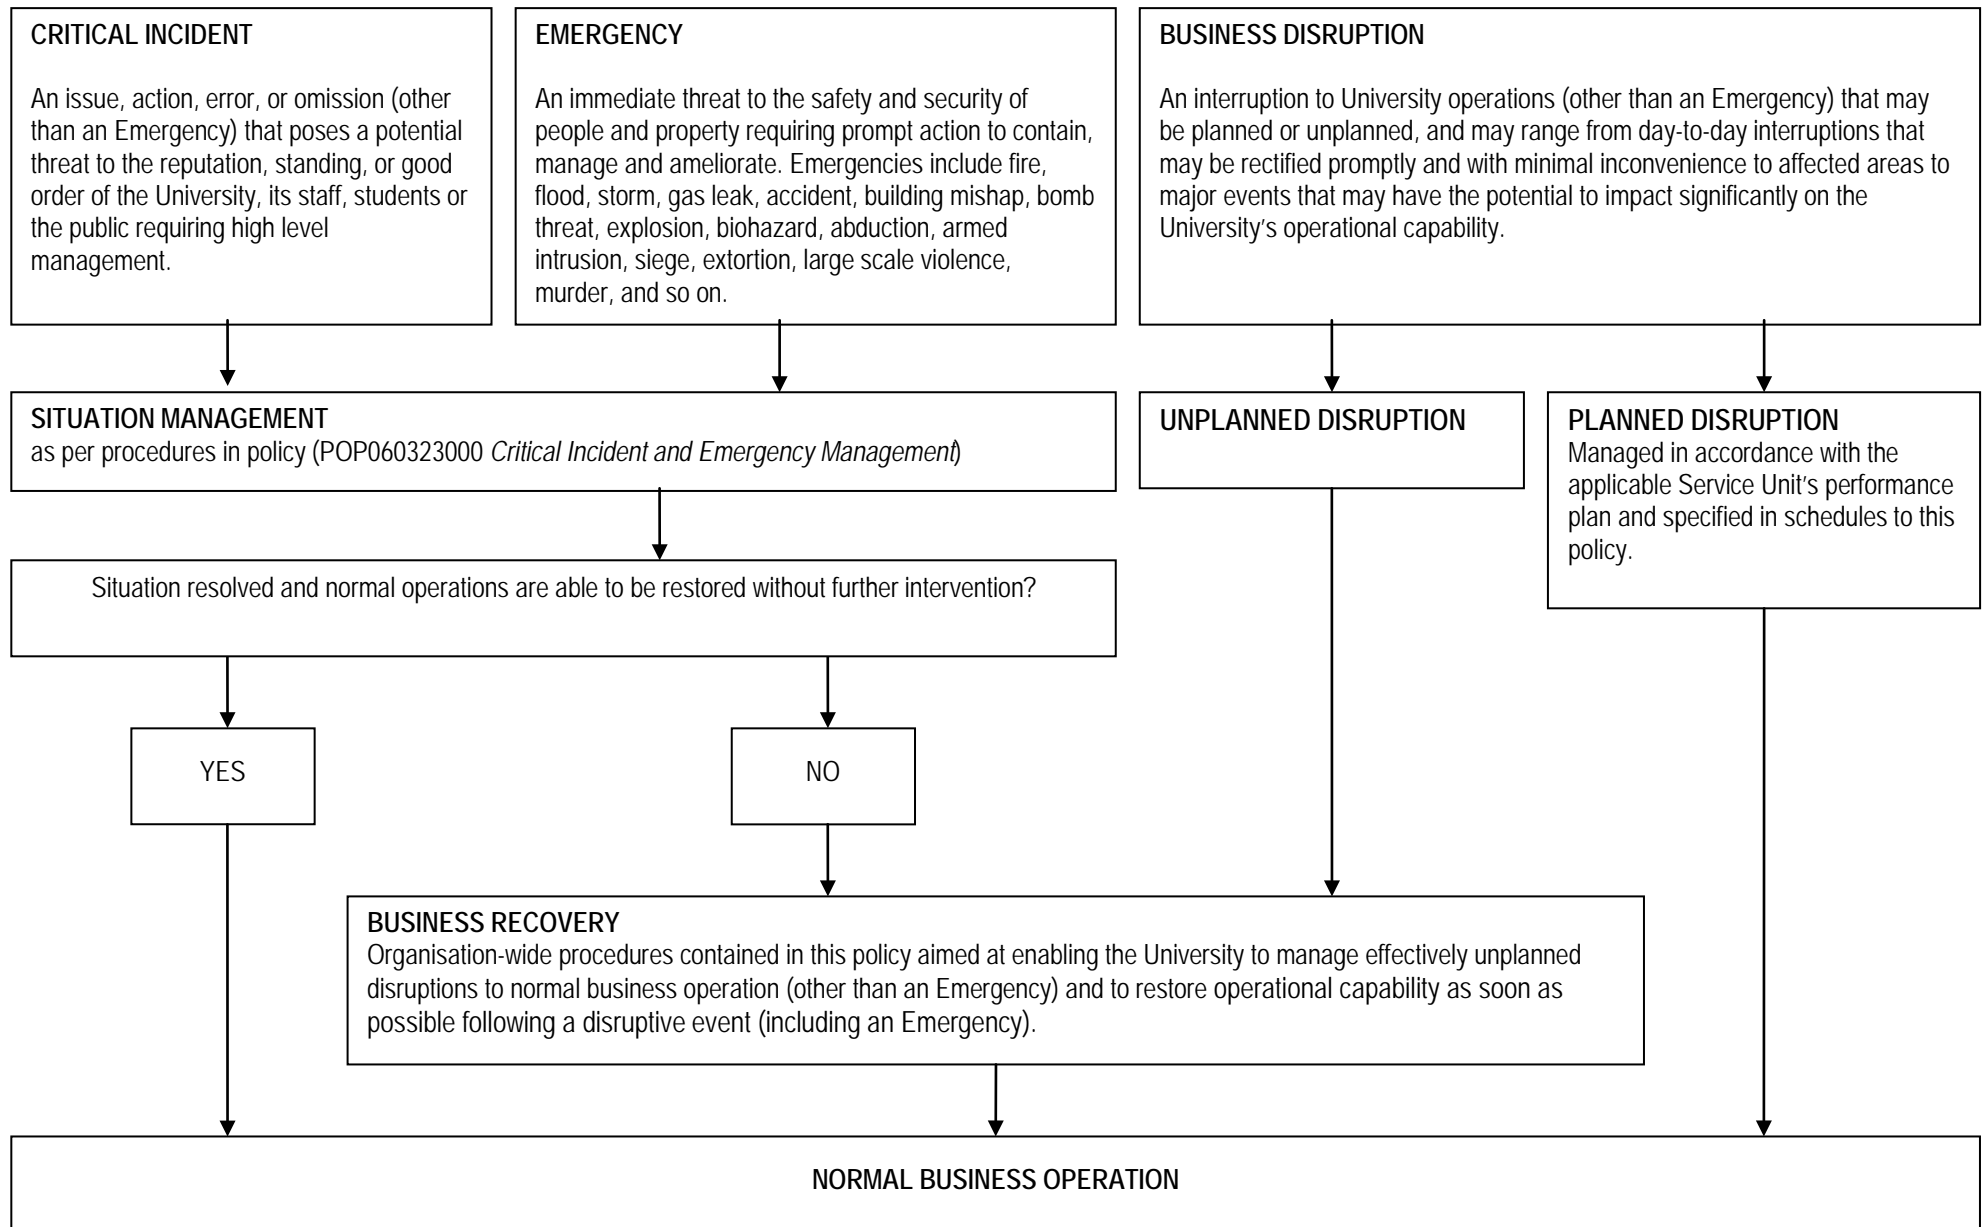 CRITICAL INCIDENT
An issue, action, error, or omission (other
than an Emergency) that poses a potential
threat to the reputation, standing, or good
order of the University, its staff, students or
the public requiring high level
management.
EMERGENCY
An immediate threat to the safety and security of
people and property requiring prompt action to contain,
manage and ameliorate. Emergencies include fire,
flood, storm, gas leak, accident, building mishap, bomb
threat, explosion, biohazard, abduction, armed
intrusion, siege, extortion, large scale violence,
murder, and so on.
BUSINESS DISRUPTION
An interruption to University operations (other than an Emergency) that may
be planned or unplanned, and may range from day-to-day interruptions that
may be rectified promptly and with minimal inconvenience to affected areas to
major events that may have the potential to impact significantly on the
University's operational capability.
SITUATION MANAGEMENT
as per procedures in policy (POP060323000 Critical Incident and Emergency Management)
UNPLANNED DISRUPTION
PLANNED DISRUPTION
Managed in accordance with the
applicable Service Unit's performance
plan and specified in schedules to this
policy.
Situation resolved and normal operations are able to be restored without further intervention?
YES
NO
BUSINESS RECOVERY
Organisation-wide procedures contained in this policy aimed at enabling the University to manage effectively unplanned
disruptions to normal business operation (other than an Emergency) and to restore operational capability as soon as
possible following a disruptive event (including an Emergency).
NORMAL BUSINESS OPERATION